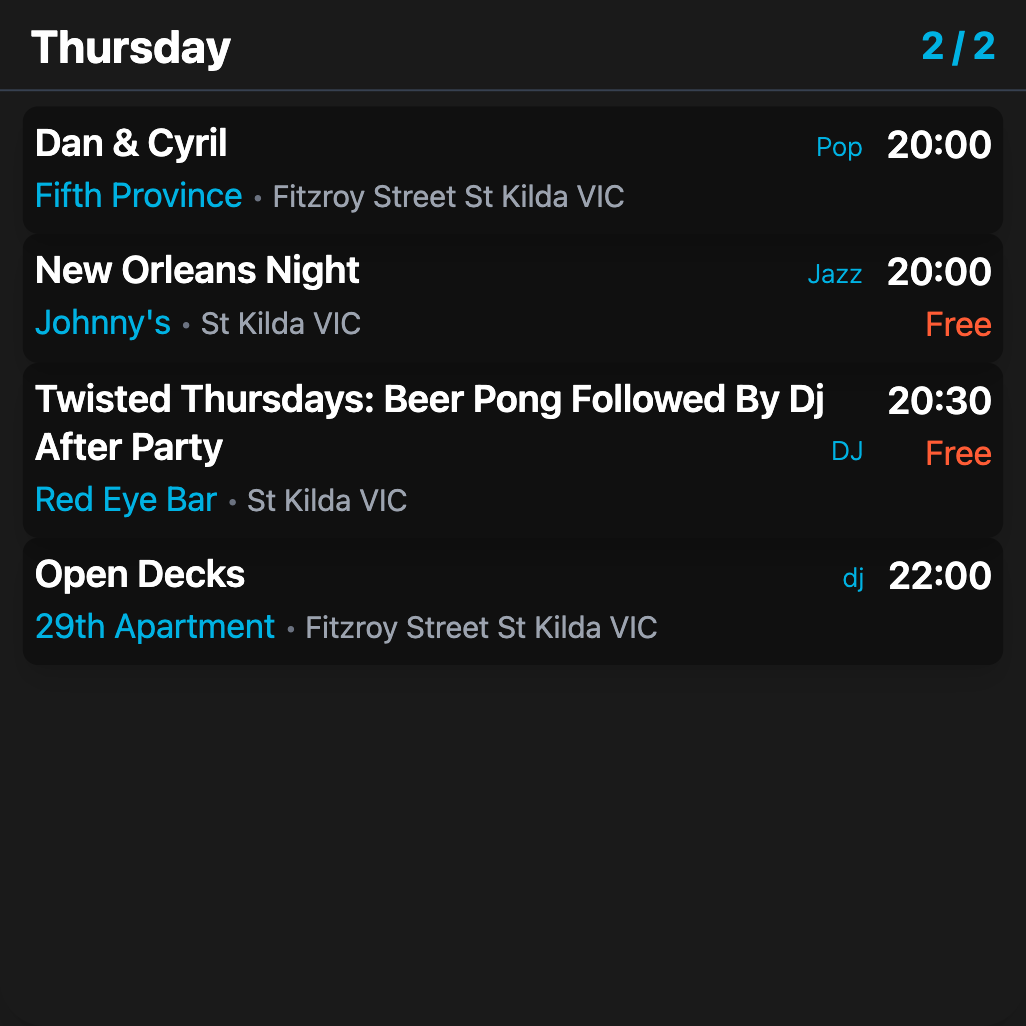 Thursday 2 / 2
Dan & Cyril Pop 20:00
Fifth Province • Fitzroy Street St Kilda VIC
New Orleans Night Jazz 20:00
Johnny's • St Kilda VIC Free
Twisted Thursdays: Beer Pong Followed By Dj 20:30
After Party DJ Free
Red Eye Bar • St Kilda VIC
Open Decks dj 22:00
29th Apartment • Fitzroy Street St Kilda VIC